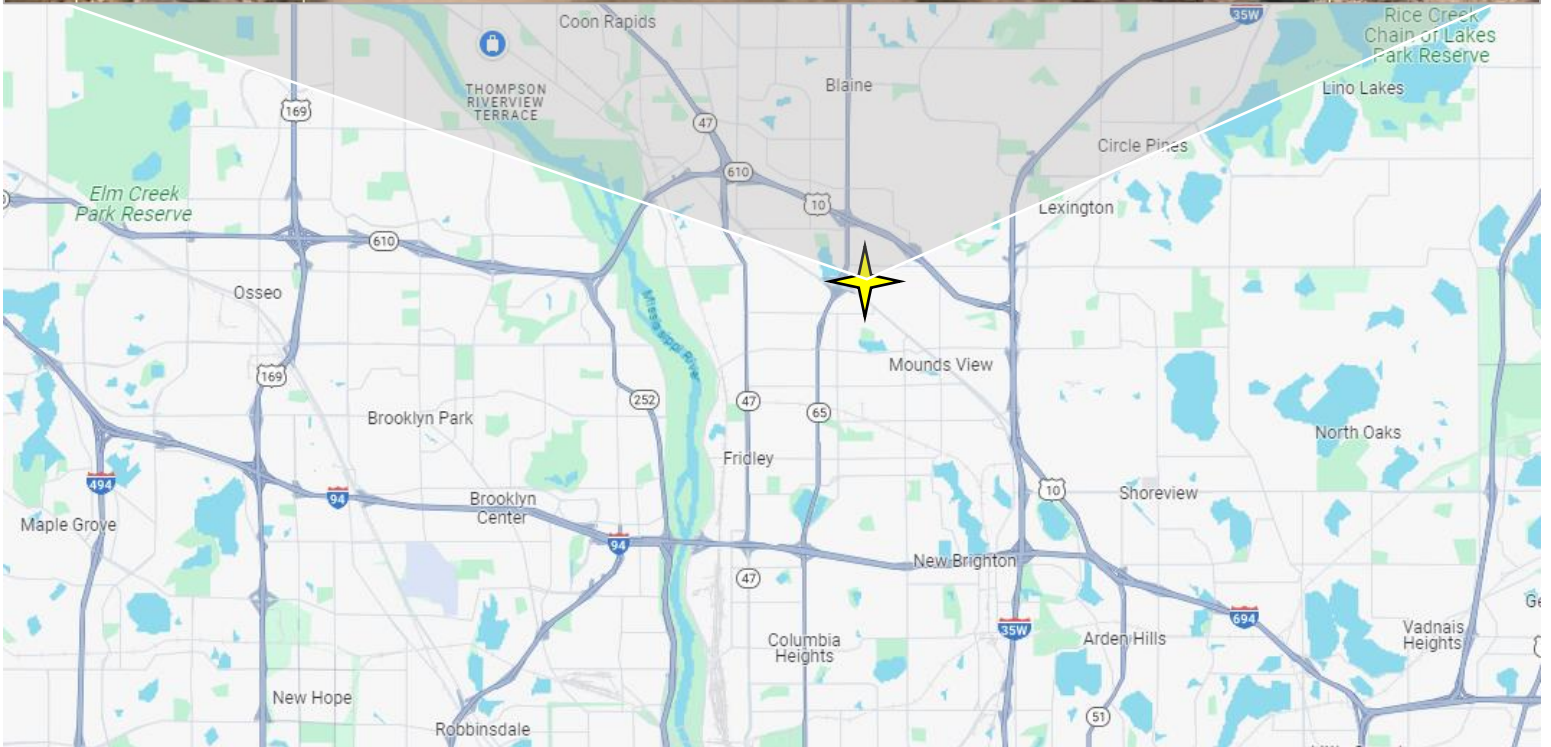 Coon Rapids
35W
Rice Creek
Chain of Lakes
Park Reserve
Blaine
Lino Lakes
THOMPSON
RIVERVIEW
TERRACE
169
47
Circle Pines
610
Elm Creek
Park Reserve
10
Lexington
610
Osseo
Mississippi River
Mounds View
169
252
47
65
Brooklyn Park
North Oaks
Fridley
494
94
Brooklyn
Center
10
Shoreview
Maple Grove
94
New Brighton
47
694
35W
Columbia
Heights
Arden Hills
Vadnais
Heights
New Hope
51
Robbinsdale